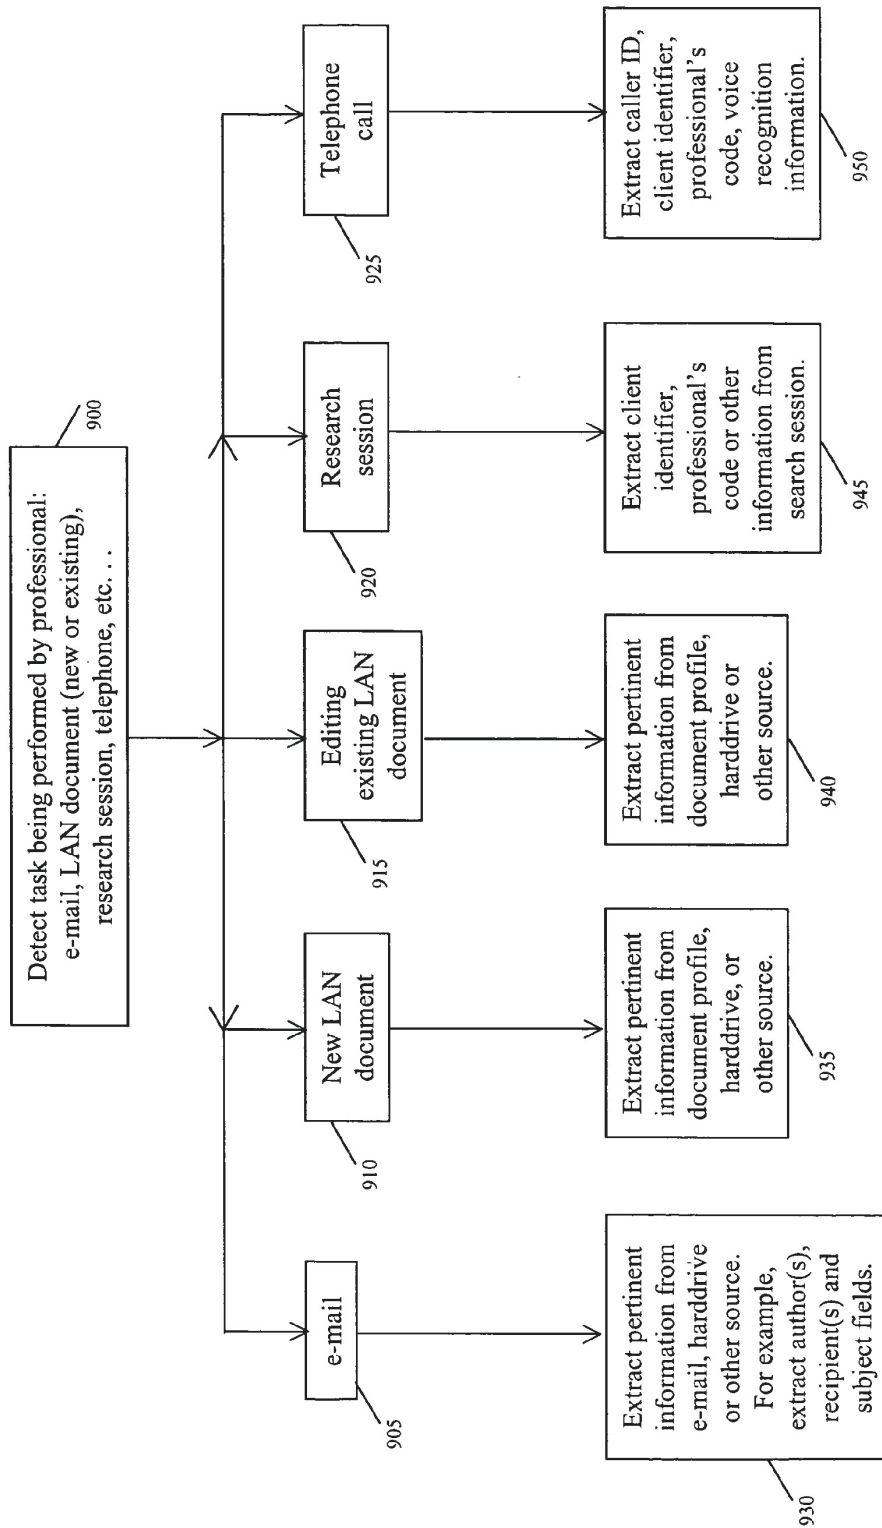 Detect task being performed by professional:
e-mail, LAN document (new or existing),
research session, telephone, etc. . .
900
e-mail
905
New LAN
document
910
Editing
existing LAN
document
915
Research
session
920
Telephone
call
925
Extract pertinent
information from
e-mail, harddrive
or other source.
For example,
extract author(s),
recipient(s) and
subject fields.
930
Extract pertinent
information from
document profile,
harddrive, or
other source.
935
Extract pertinent
information from
document profile,
harddrive or
other source.
940
Extract client
identifier,
professional's
code or other
information from
search session.
945
Extract caller ID,
client identifier,
professional's
code, voice
recognition
information.
950